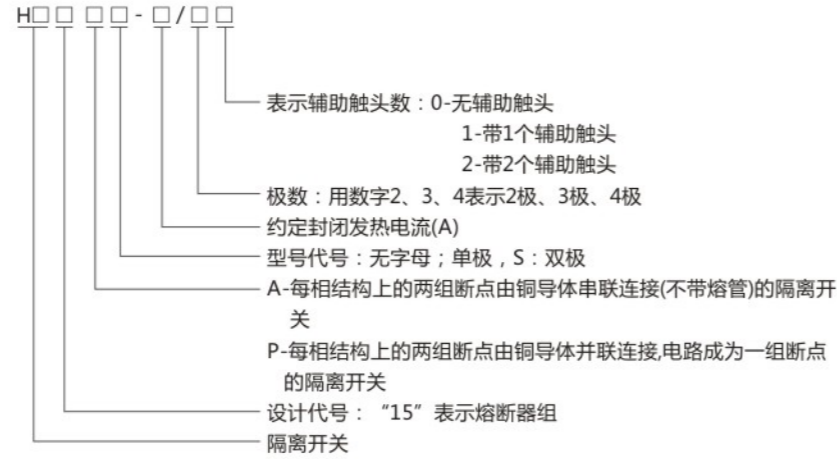 H□□ □□-□/□□
表示辅助触头数：0-无辅助触头
1-带1个辅助触头
2-带2个辅助触头
极数：用数字2、3、4表示2极、3极、4极
约定封闭发热电流(A)
型号代号：无字母；单极，S：双极
A-每相结构上的两组断点由铜导体串联连接(不带熔管)的隔离开
关
P-每相结构上的两组断点由铜导体并联连接,电路成为一组断点
的隔离开关
设计代号：“15”表示熔断器组
隔离开关